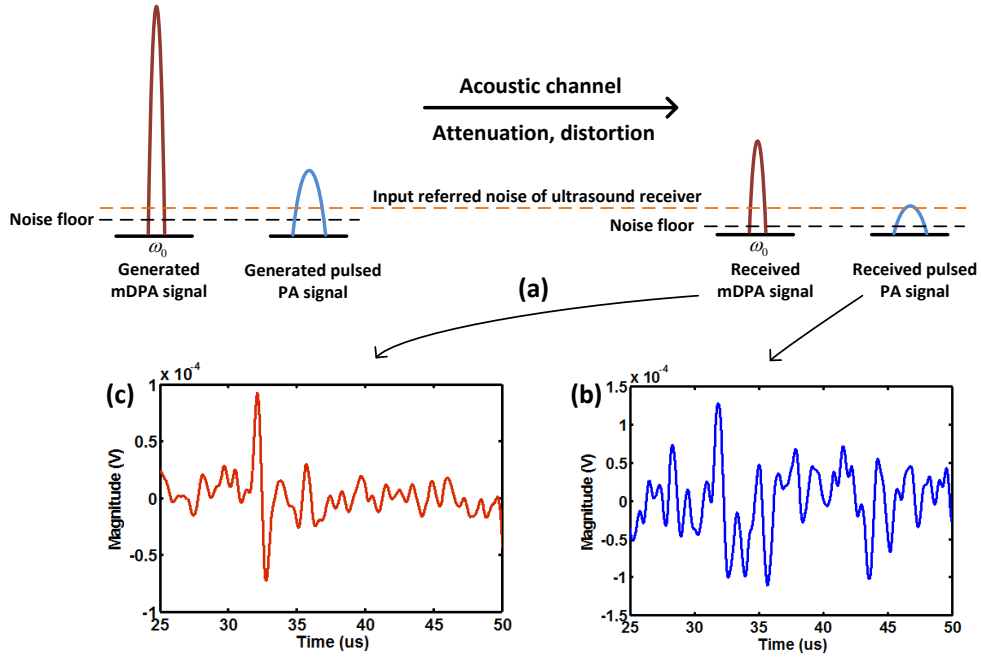 Acoustic channel
Attenuation, distortion
Input referred noise of ultrasound receiver
Noise floor
Noise floor
ω₀
ω₀
Generated
mDPA signal
Generated pulsed
PA signal
Received
mDPA signal
Received pulsed
PA signal
(a)
(c)
x 10⁻⁴
1
0.5
0
-0.5
-1
25 30 35 40 45 50
Magnitude (V)
Time (us)
(b)
x 10⁻⁴
1.5
1
0.5
0
-0.5
-1
-1.5
25 30 35 40 45 50
Magnitude (V)
Time (us)